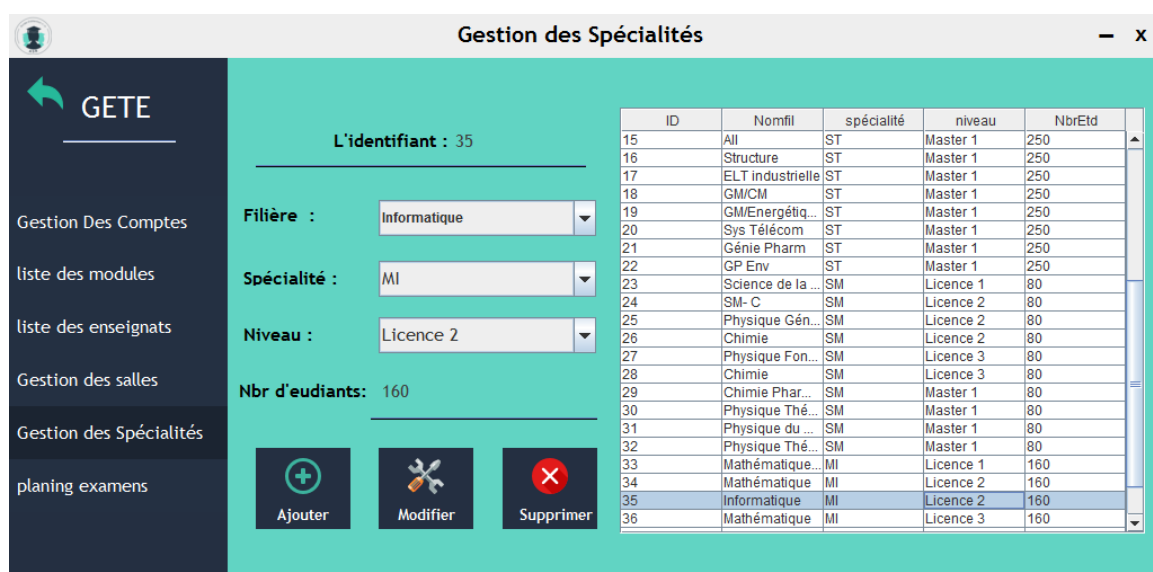 Gestion des Spécialités
– x
GETE
Gestion Des Comptes
liste des modules
liste des enseignats
Gestion des salles
Gestion des Spécialités
planing examens
L'identifiant : 35
Filière : Informatique
Spécialité : MI
Niveau : Licence 2
Nbr d'eudiants: 160
Ajouter Modifier Supprimer
ID Nomfil spécialité niveau NbrEtd
15 All ST Master 1 250
16 Structure ST Master 1 250
17 ELT industrielle ST Master 1 250
18 GM/CM ST Master 1 250
19 GM/Energétiq... ST Master 1 250
20 Sys Télécom ST Master 1 250
21 Génie Pharm ST Master 1 250
22 GP Env ST Master 1 250
23 Science de la ... SM Licence 1 80
24 SM- C SM Licence 2 80
25 Physique Gén... SM Licence 2 80
26 Chimie SM Licence 2 80
27 Physique Fon... SM Licence 3 80
28 Chimie SM Licence 3 80
29 Chimie Phar... SM Master 1 80
30 Physique Thé... SM Master 1 80
31 Physique du ... SM Master 1 80
32 Physique Thé... SM Master 1 80
33 Mathématique... MI Licence 1 160
34 Mathématique MI Licence 2 160
35 Informatique MI Licence 2 160
36 Mathématique MI Licence 3 160